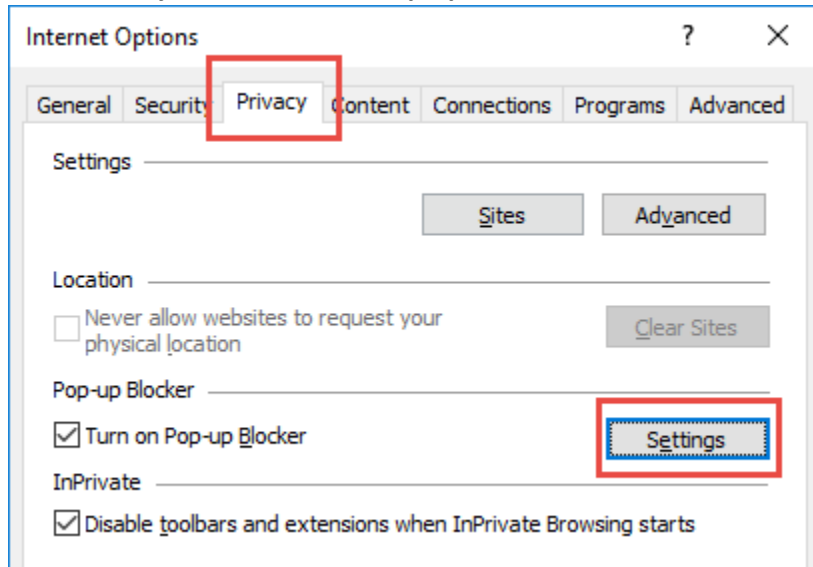 Internet Options ?
General Security Privacy Content Connections Programs Advanced
Settings
Sites Advanced
Location
Never allow websites to request your
physical location
Clear Sites
Pop-up Blocker
Turn on Pop-up Blocker
Settings
InPrivate
Disable toolbars and extensions when InPrivate Browsing starts